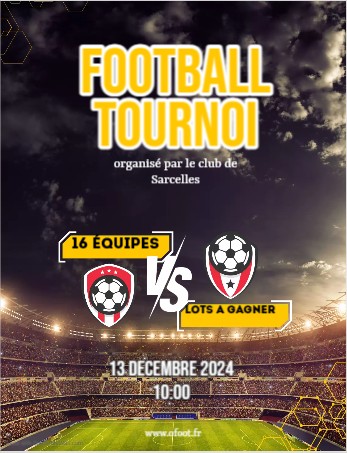 FOOTBALL
TOURNOI
organisé par le club de
Sarcelles
16 ÉQUIPES
VS
LOTS A GAGNER
13 DÉCEMBRE 2024
10:00
www.qfoot.fr